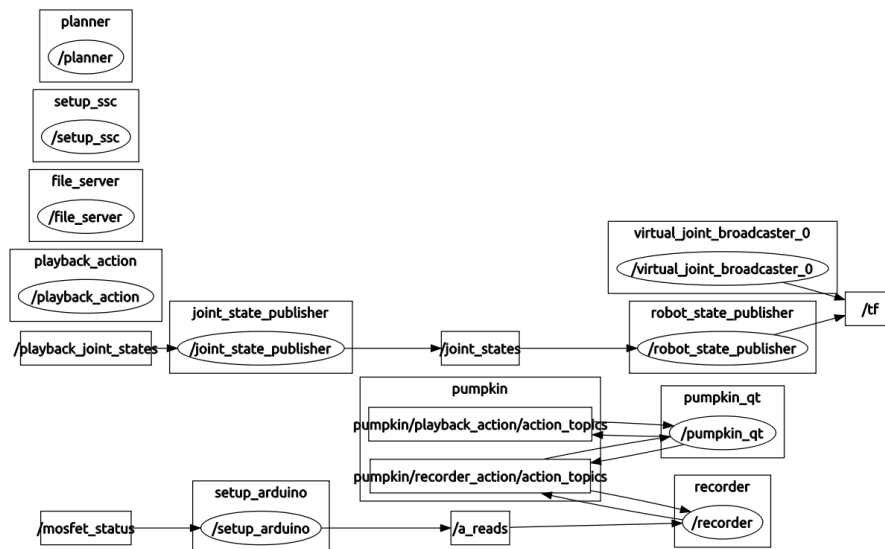 planner
/planner
setup_ssc
/setup_ssc
file_server
/file_server
playback_action
/playback_action
virtual_joint_broadcaster_0
/virtual_joint_broadcaster_0
/tf
joint_state_publisher
robot_state_publisher
/playback_joint_states
/joint_state_publisher
/joint_states
/robot_state_publisher
pumpkin
pumpkin_qt
pumpkin/playback_action/action_topics
/pumpkin_qt
pumpkin/recorder_action/action_topics
setup_arduino
recorder
/mosfet_status
/setup_arduino
/a_reads
/recorder